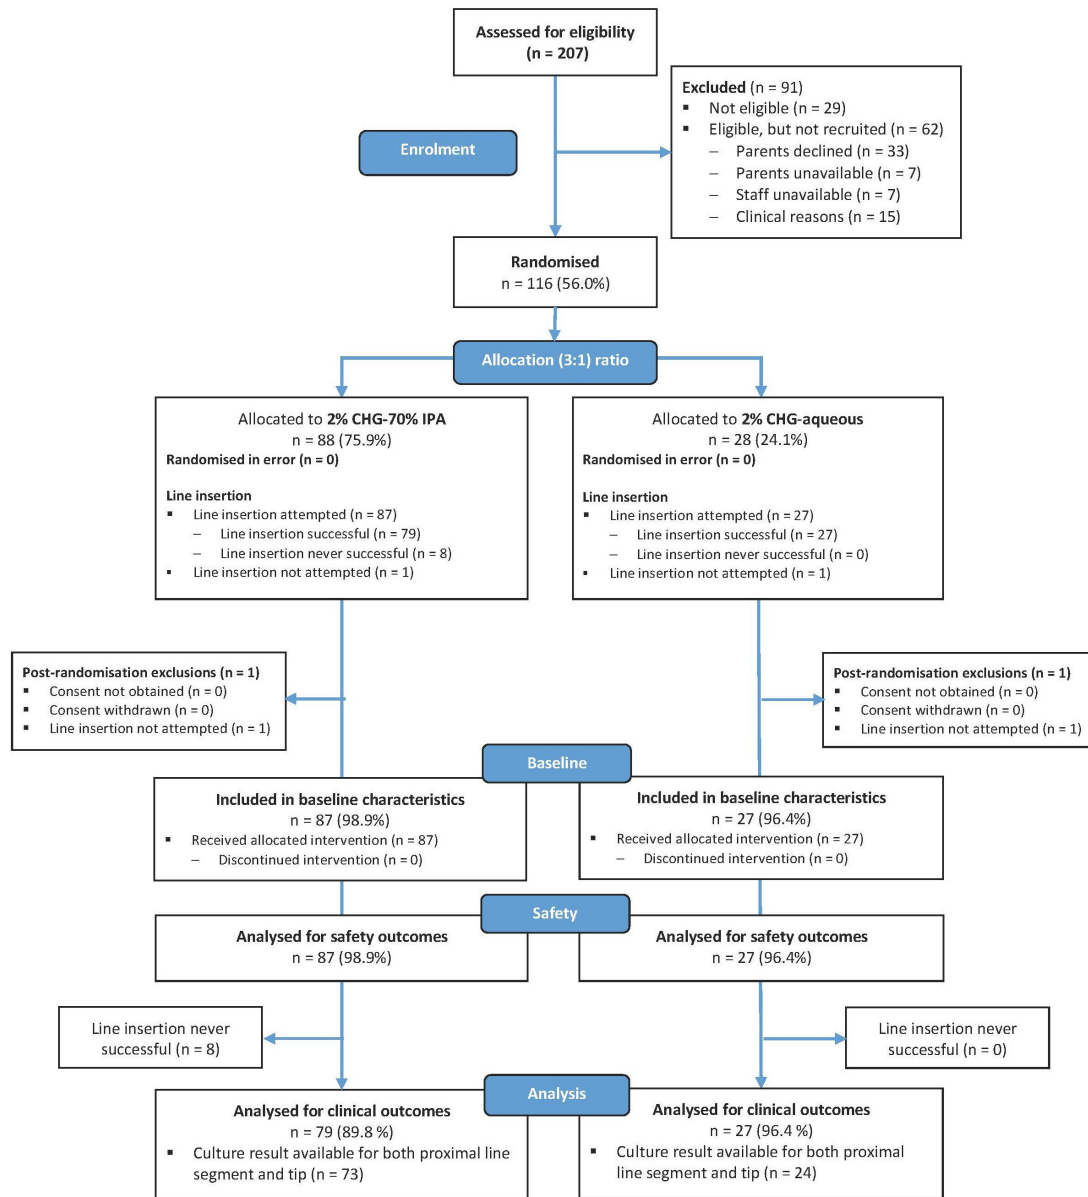 Assessed for eligibility
(n = 207)
Excluded (n = 91)
▪ Not eligible (n = 29)
▪ Eligible, but not recruited (n = 62)
– Parents declined (n = 33)
– Parents unavailable (n = 7)
– Staff unavailable (n = 7)
– Clinical reasons (n = 15)
Enrolment
Randomised
n = 116 (56.0%)
Allocation (3:1) ratio
Allocated to 2% CHG-70% IPA
n = 88 (75.9%)
Randomised in error (n = 0)
Line insertion
▪ Line insertion attempted (n = 87)
– Line insertion successful (n = 79)
– Line insertion never successful (n = 8)
▪ Line insertion not attempted (n = 1)
Allocated to 2% CHG-aqueous
n = 28 (24.1%)
Randomised in error (n = 0)
Line insertion
▪ Line insertion attempted (n = 27)
– Line insertion successful (n = 27)
– Line insertion never successful (n = 0)
▪ Line insertion not attempted (n = 1)
Post-randomisation exclusions (n = 1)
▪ Consent not obtained (n = 0)
▪ Consent withdrawn (n = 0)
▪ Line insertion not attempted (n = 1)
Post-randomisation exclusions (n = 1)
▪ Consent not obtained (n = 0)
▪ Consent withdrawn (n = 0)
▪ Line insertion not attempted (n = 1)
Baseline
Included in baseline characteristics
n = 87 (98.9%)
▪ Received allocated intervention (n = 87)
– Discontinued intervention (n = 0)
Included in baseline characteristics
n = 27 (96.4%)
▪ Received allocated intervention (n = 27)
– Discontinued intervention (n = 0)
Safety
Analysed for safety outcomes
n = 87 (98.9%)
Analysed for safety outcomes
n = 27 (96.4%)
Line insertion never
successful (n = 8)
Line insertion never
successful (n = 0)
Analysis
Analysed for clinical outcomes
n = 79 (89.8 %)
▪ Culture result available for both proximal line
segment and tip (n = 73)
Analysed for clinical outcomes
n = 27 (96.4 %)
▪ Culture result available for both proximal
line segment and tip (n = 24)